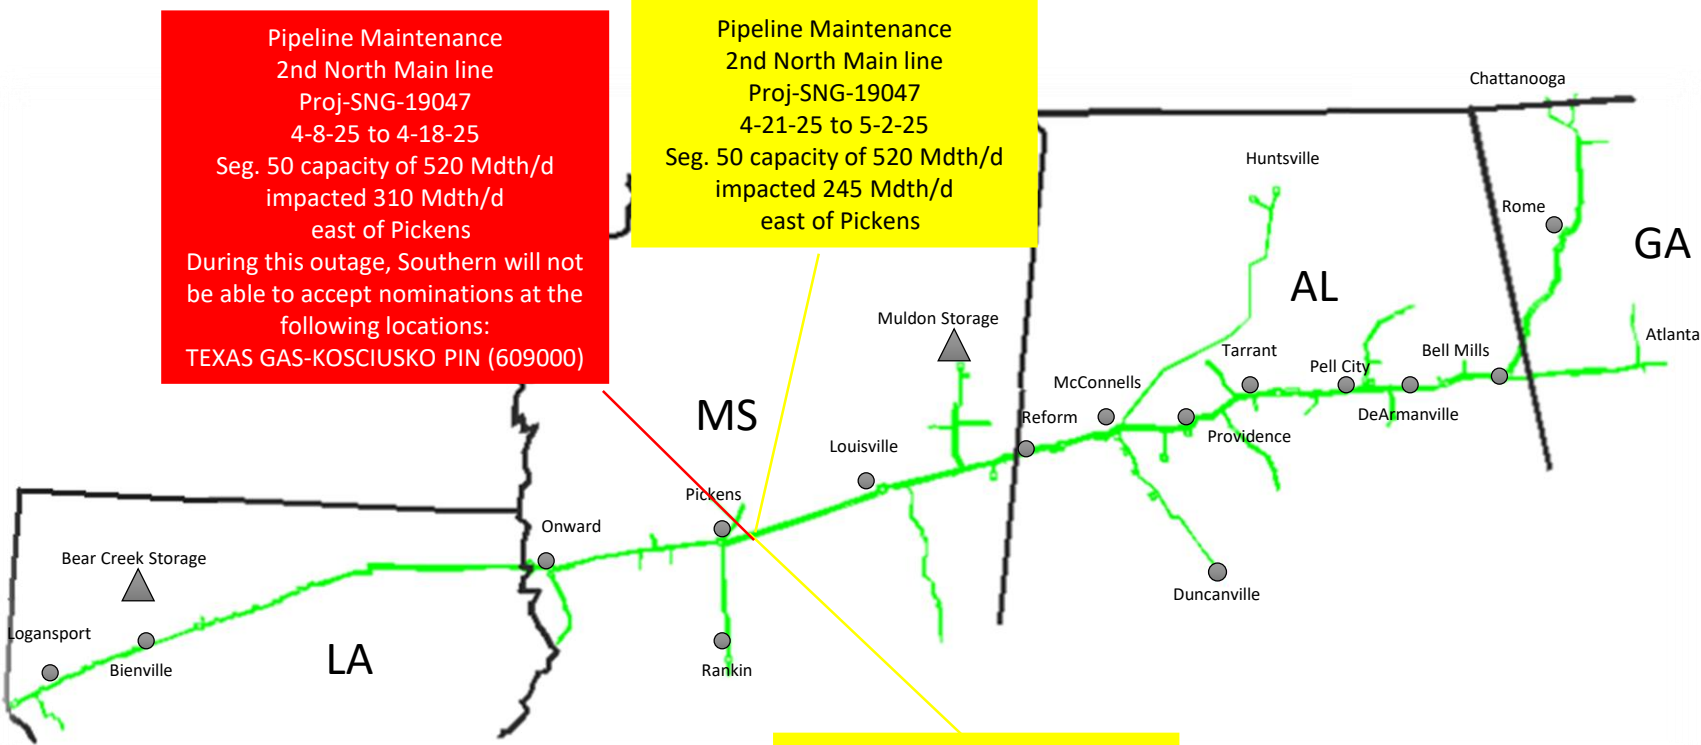 Pipeline Maintenance
2nd North Main line
Proj-SNG-19047
4-8-25 to 4-18-25
Seg. 50 capacity of 520 Mdth/d
impacted 310 Mdth/d
east of Pickens
During this outage, Southern will not
be able to accept nominations at the
following locations:
TEXAS GAS-KOSCIUSKO PIN (609000)
Pipeline Maintenance
2nd North Main line
Proj-SNG-19047
4-21-25 to 5-2-25
Seg. 50 capacity of 520 Mdth/d
impacted 245 Mdth/d
east of Pickens
Chattanooga
Huntsville
Rome
GA
AL
Muldon Storage
Atlanta
Tarrant
Bell Mills
Pell City
McConnells
MS
DeArmanville
Reform
Providence
Louisville
Pickens
Onward
Bear Creek Storage
Duncanville
Logansport
LA
Bienville
Rankin